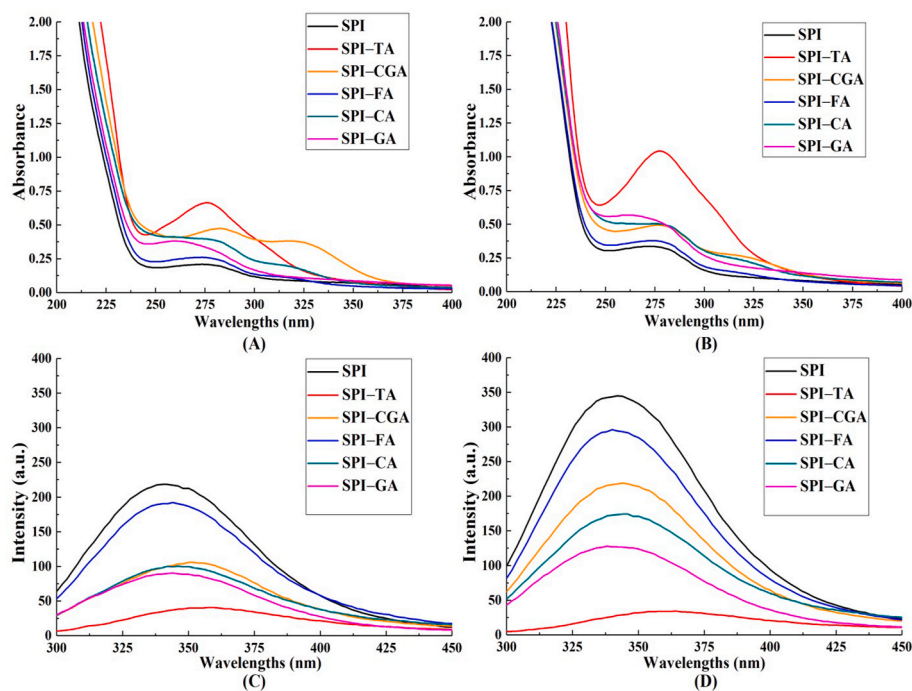 2.00
1.75
1.50
1.25
1.00
0.75
0.50
0.25
0.00
Absorbance
SPI
SPI–TA
SPI–CGA
SPI–FA
SPI–CA
SPI–GA
200 225 250 275 300 325 350 375 400
Wavelengths (nm)
(A)
2.00
1.75
1.50
1.25
1.00
0.75
0.50
0.25
0.00
Absorbance
SPI
SPI–TA
SPI–CGA
SPI–FA
SPI–CA
SPI–GA
200 225 250 275 300 325 350 375 400
Wavelengths (nm)
(B)
400
350
300
250
200
150
100
50
0
Intensity (a.u.)
SPI
SPI–TA
SPI–CGA
SPI–FA
SPI–CA
SPI–GA
300 325 350 375 400 425 450
Wavelengths (nm)
(C)
400
350
300
250
200
150
100
50
0
Intensity (a.u.)
SPI
SPI–TA
SPI–CGA
SPI–FA
SPI–CA
SPI–GA
300 325 350 375 400 425 450
Wavelengths (nm)
(D)